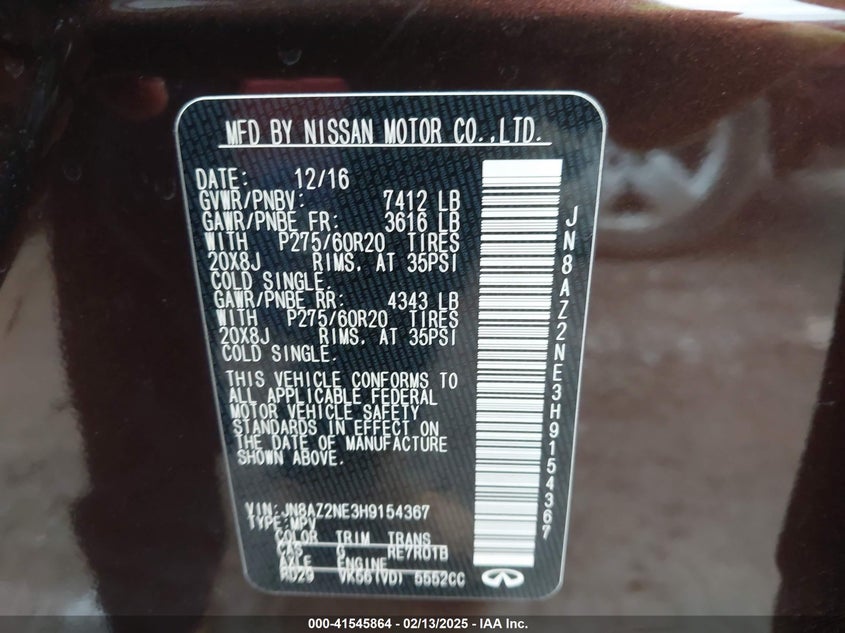 MFD BY NISSAN MOTOR CO.,LTD.
DATE: 12/16
GVWR/PNBV: 7412 LB
GAWR/PNBE FR: 3616 LB
WITH P275/60R20 TIRES
20X8J RIMS. AT 35PSI
COLD SINGLE.
GAWR/PNBE RR: 4343 LB
WITH P275/60R20 TIRES
20X8J RIMS. AT 35PSI
COLD SINGLE.
THIS VEHICLE CONFORMS TO
ALL APPLICABLE FEDERAL
MOTOR VEHICLE SAFETY
STANDARDS IN EFFECT ON
THE DATE OF MANUFACTURE
SHOWN ABOVE.
VIN:JN8AZ2NE3H9154367
TYPE:MPV
COLOR TRIM TRANS
CAS G RE7R01B
AXLE ENGINE
RD29 VK56(VD) 5552CC
JN8AZ2NE3H9154367
000-41545864 - 02/13/2025 - IAA Inc.